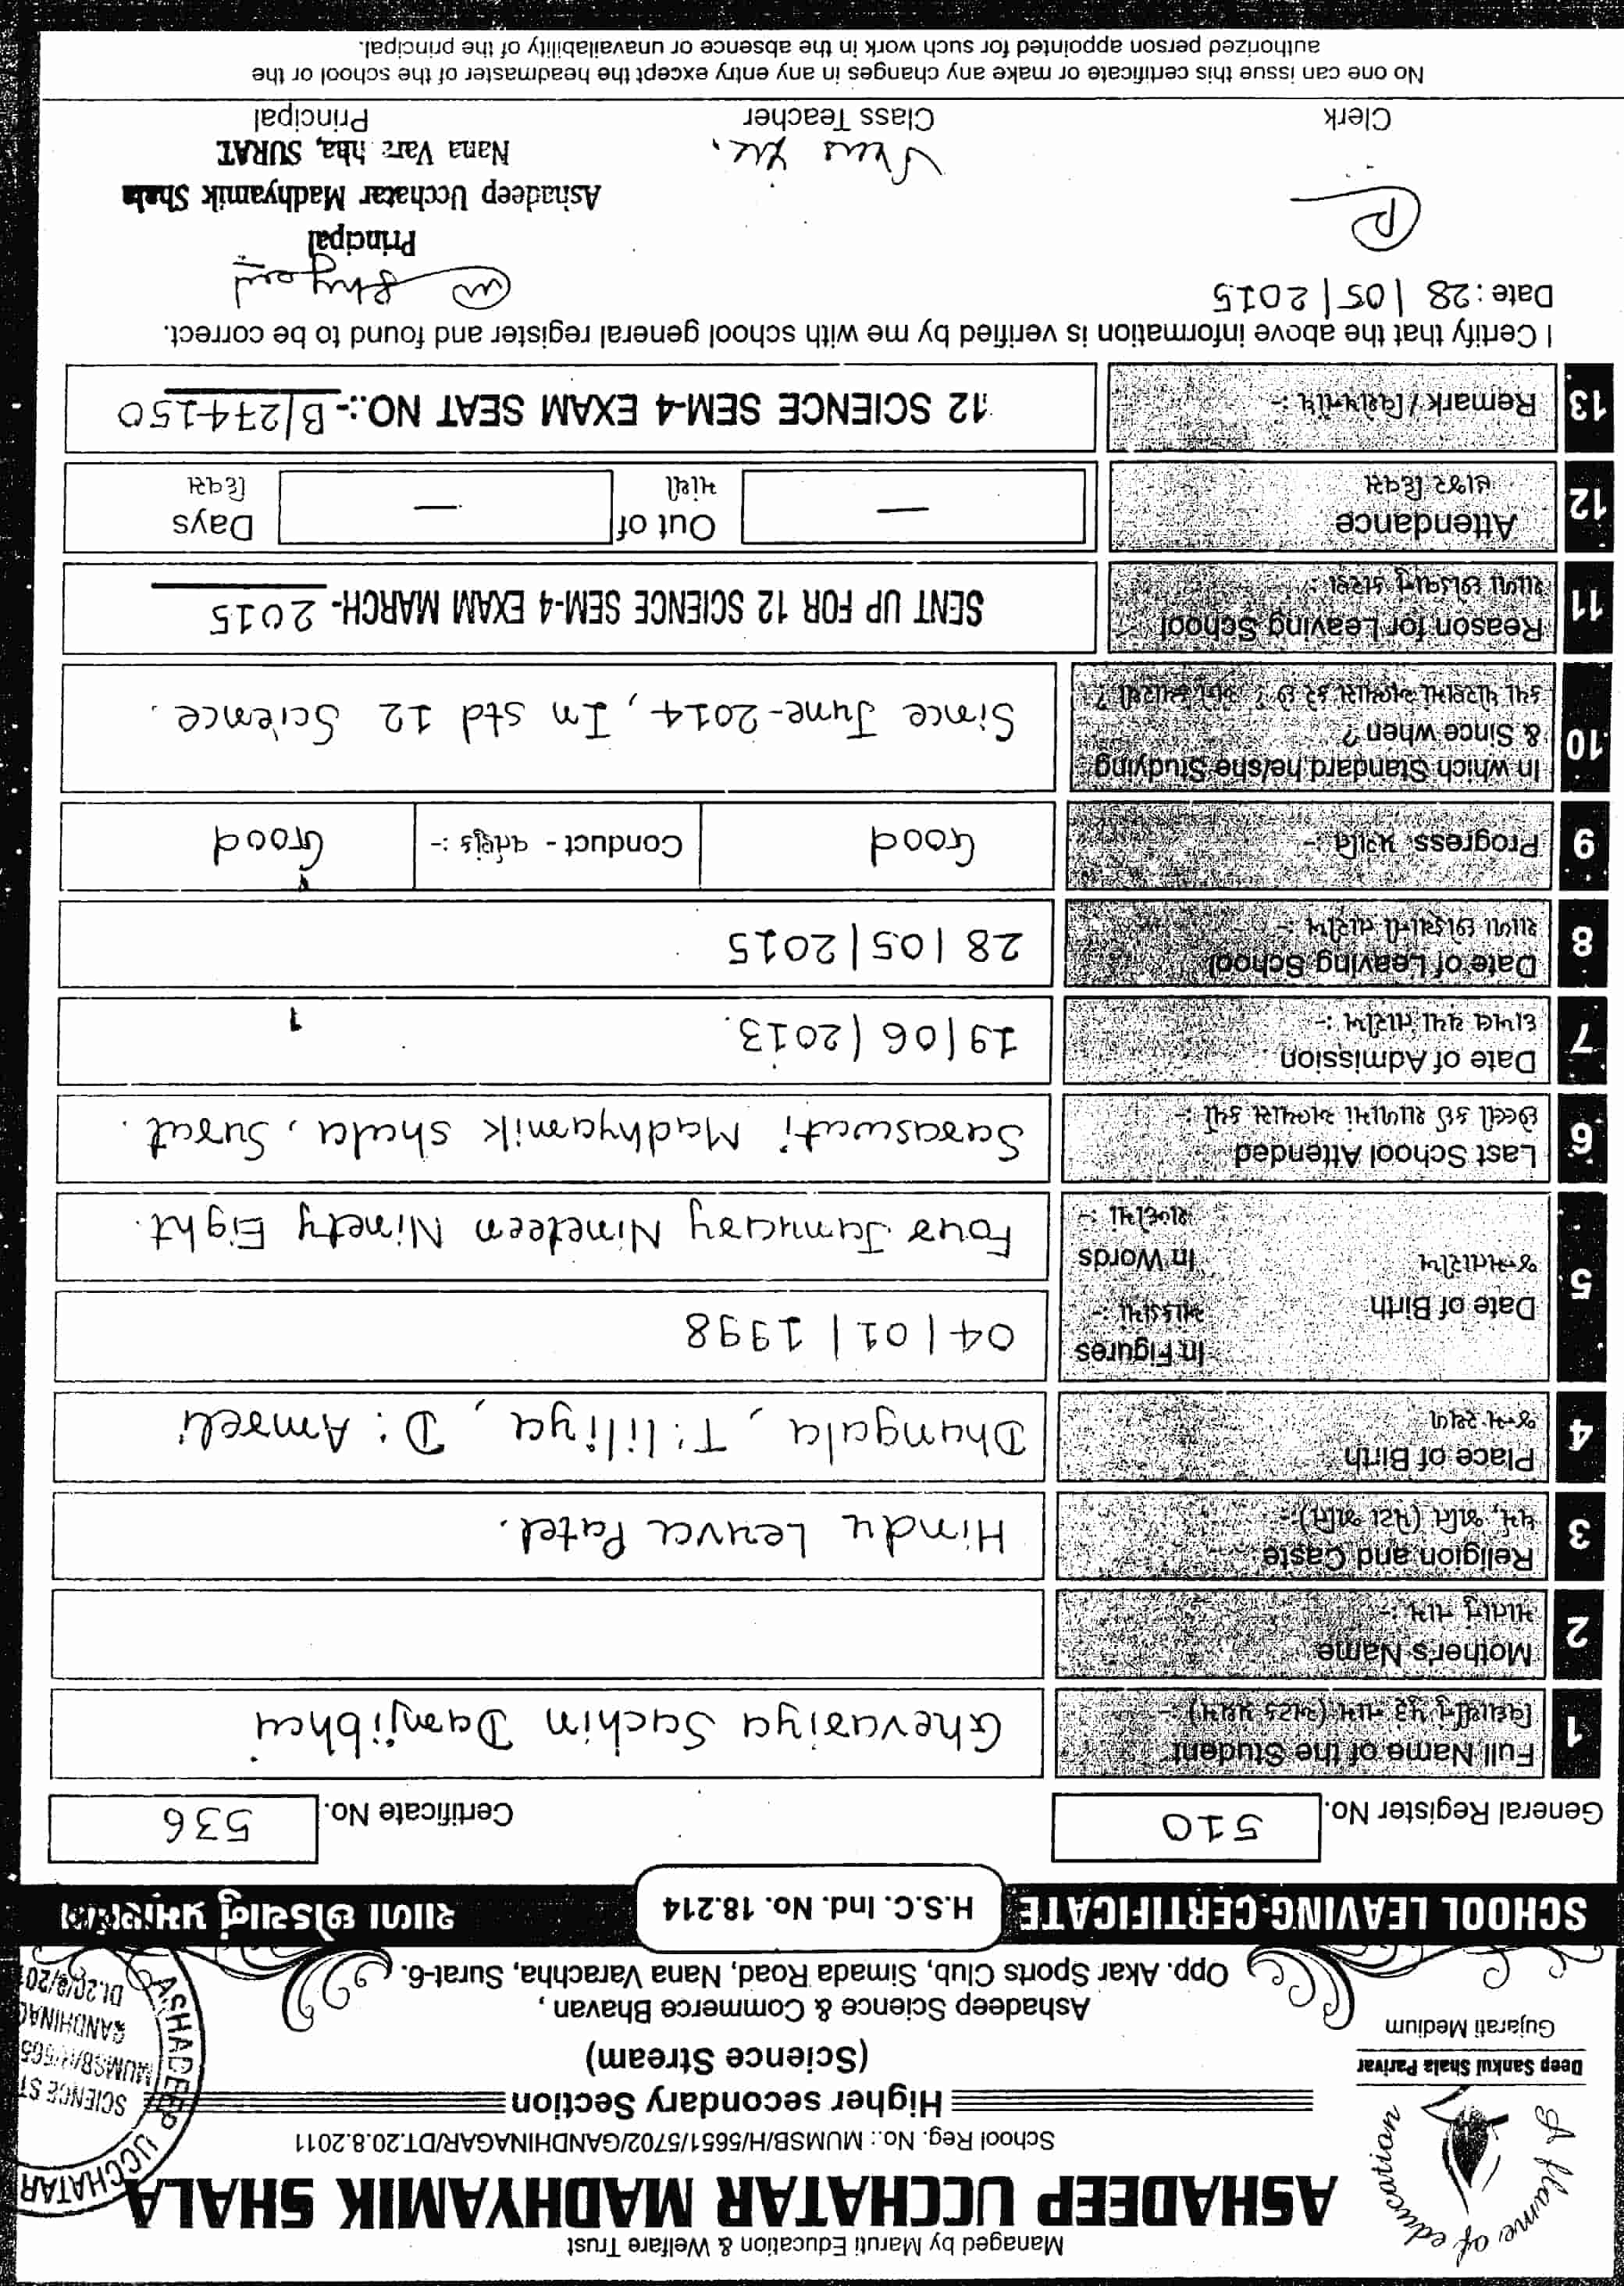 A flame of education
Managed by Maruti Education & Welfare Trust
ASHADEEP UCCHATAR MADHYAMIK SHALA
School Reg. No.: MUMSB/H/5651/5702/GANDHINAGAR/DT.20.8.2011
Higher secondary Section
(Science Stream)
Deep Sankul Shala Parivar
Gujarati Medium
Ashadeep Science & Commerce Bhavan ,
Opp. Akar Sports Club, Simada Road, Nana Varachha, Surat-6.
ASHADEEP UCCHATAR
SCIENCE ST
MUMSB/H/565
GANDHINAG
Dt.20/8/201
SCHOOL LEAVING CERTIFICATE
H.S.C. Ind. No. 18.214
શાળા છોડયાનું પ્રમાણપત્ર
General Register No. 510
Certificate No. 536
1 Full Name of the Student Ghevariya Sachin Damjibhai
વિદ્યાર્થીનું પુરૂ નામ (અટક પ્રથમ) :-
2 Mother's Name
માતાનું નામ :-
3 Religion and Caste Hindu Leuva Patel.
ધર્મ, જાતિ (પેટા જાતિ):-
4 Place of Birth Dhungala, T: liliya, D: Amreli
જન્મ સ્થળ
5 Date of Birth In Figures 04/01/1998
જન્મતારીખ આકડામાં :-
In Words Four January Nineteen Ninety Eight.
શબ્દોમાં :-
6 Last School Attended Saraswati Madhyamik shala, Surat.
છેલ્લી કઈ શાળામાં અભ્યાસ કર્યો :-
7 Date of Admission 19/06/2013.
દાખલ થયા તારીખ :-
8 Date of Leaving School 28/05/2015
શાળા છોડ્યાની તારીખ :-
9 Progress પ્રગતિ :- Good Conduct - વર્તણુંક :- Good
10 In which Standard he/she Studying
& Since when ? Since June-2014, In std 12 Science.
કયા ધોરણમાં અભ્યાસ કરે છે ? અને ક્યારથી ?
11 Reason for Leaving School SENT UP FOR 12 SCIENCE SEM-4 EXAM MARCH- 2015
શાળા છોડવાનું કારણ :-
12 Attendance — Out of — Days
હાજર દિવસ માંથી દિવસ
13 Remark / વિશેષનોંધ :- 12 SCIENCE SEM-4 EXAM SEAT NO.:- B/274150
I Certify that the above information is verified by me with school general register and found to be correct.
Date : 28/05/2015
Principal
Ashadeep Ucchatar Madhyamik Shala
Nana Vara hha, SURAT.
Clerk Class Teacher Principal
No one can issue this certificate or make any changes in any entry except the headmaster of the school or the
authorized person appointed for such work in the absence or unavailability of the principal.